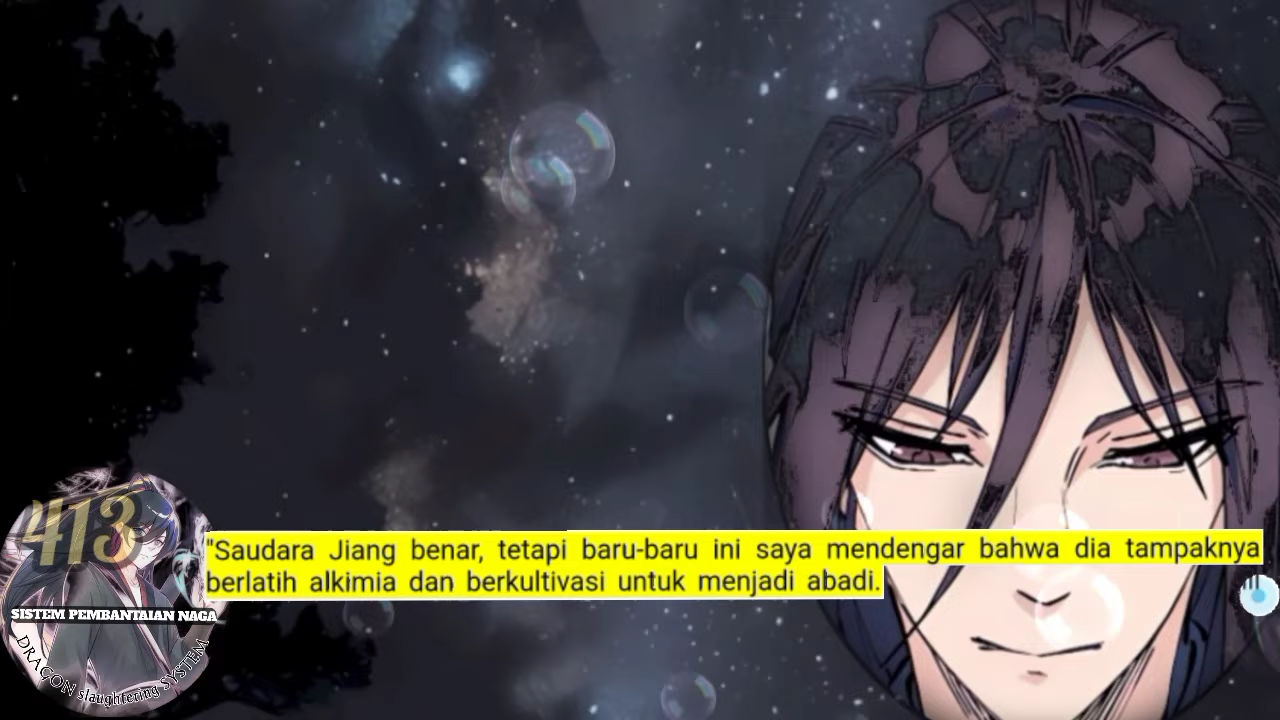 "Saudara Jiang benar, tetapi baru-baru ini saya mendengar bahwa dia tampaknya
berlatih alkimia dan berkultivasi untuk menjadi abadi.
413
SISTEM PEMBANTAIAN NAGA
DRAGON slaughtering SYSTEM